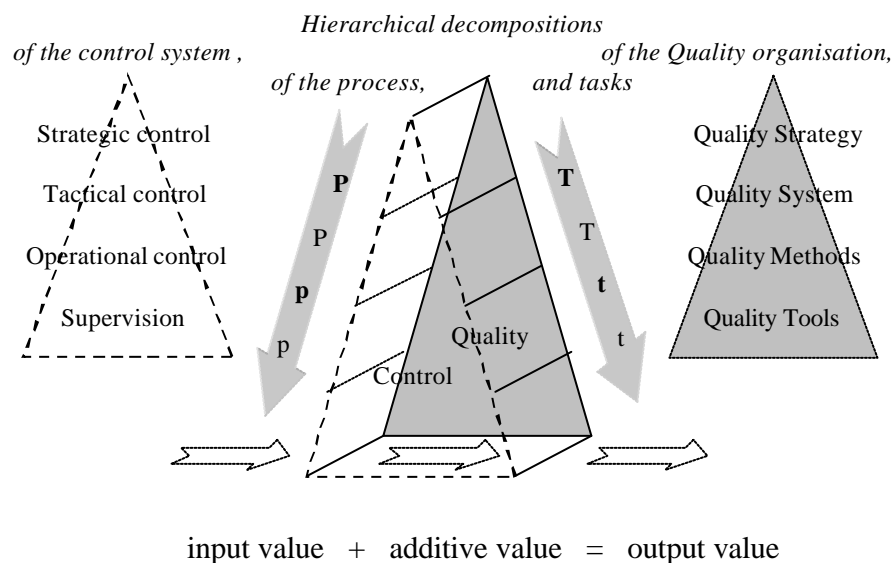 Hierarchical decompositions
of the control system ,
of the Quality organisation,
of the process,
and tasks
Strategic control
Tactical control
Operational control
Supervision
P
P
p
p
Control
Quality
T
T
t
t
Quality Strategy
Quality System
Quality Methods
Quality Tools
input value + additive value = output value